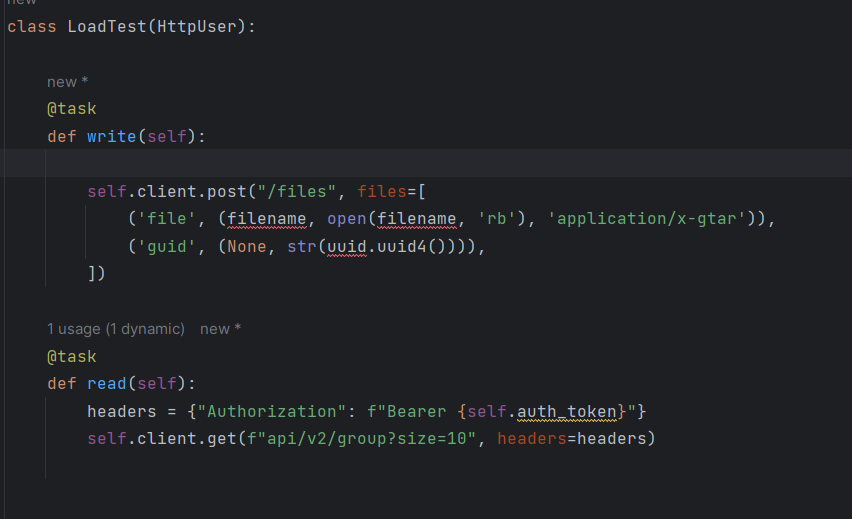 new
class LoadTest(HttpUser):
new *
@task
def write(self):
self.client.post("/files", files=[
('file', (filename, open(filename, 'rb'), 'application/x-gtar')),
('guid', (None, str(uuid.uuid4()))),
])
1 usage (1 dynamic) new *
@task
def read(self):
headers = {"Authorization": f"Bearer {self.auth_token}"}
self.client.get(f"api/v2/group?size=10", headers=headers)